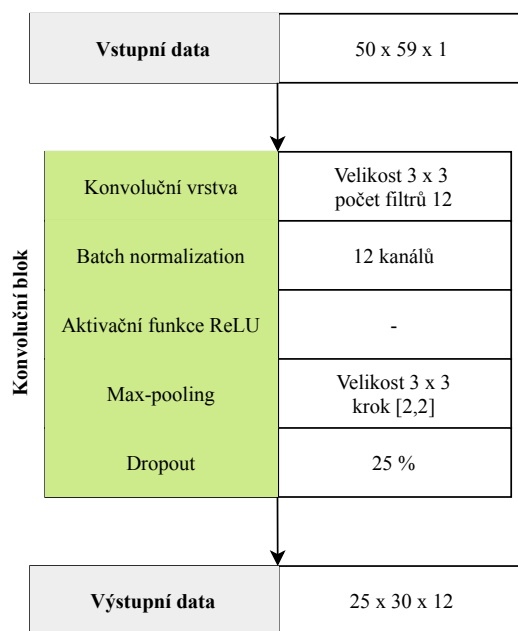 Vstupní data
50 x 59 x 1
Konvoluční blok
Konvoluční vrstva
Velikost 3 x 3
počet filtrů 12
Batch normalization
12 kanálů
Aktivační funkce ReLU
-
Max-pooling
Velikost 3 x 3
krok [2,2]
Dropout
25 %
Výstupní data
25 x 30 x 12